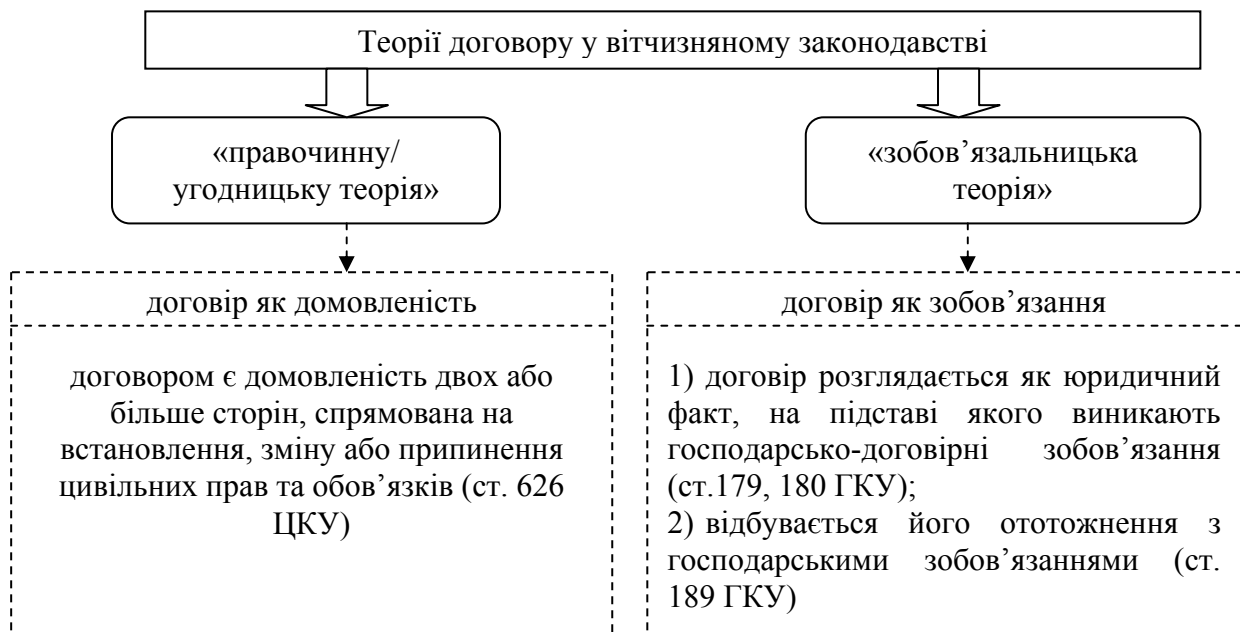 Теорії договору у вітчизняному законодавстві
«правочинну/
угодницьку теорія»
«зобов’язальницька
теорія»
договір як домовленість
договором є домовленість двох або
більше сторін, спрямована на
встановлення, зміну або припинення
цивільних прав та обов’язків (ст. 626
ЦКУ)
договір як зобов’язання
1) договір розглядається як юридичний
факт, на підставі якого виникають
господарсько-договірні зобов’язання
(ст.179, 180 ГКУ);
2) відбувається його ототожнення з
господарськими зобов’язаннями (ст.
189 ГКУ)